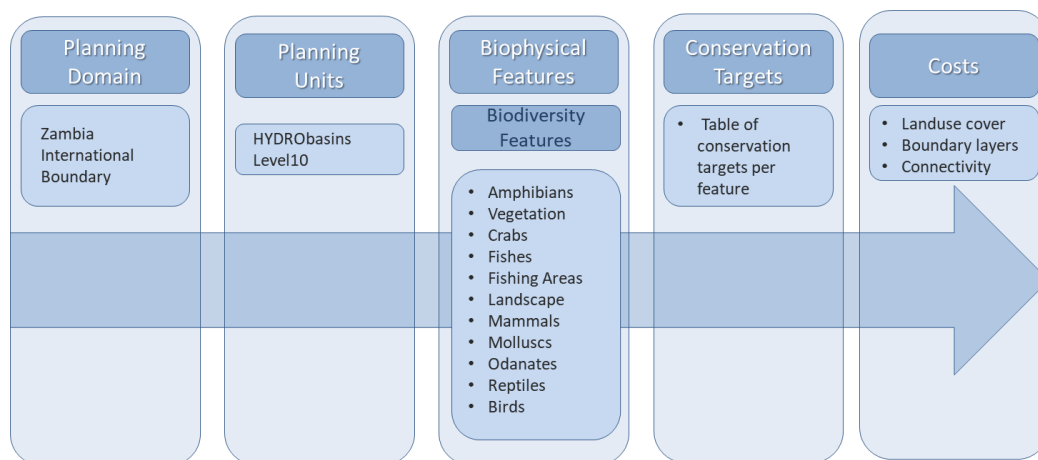 Planning
Domain
Zambia
International
Boundary
Planning
Units
HYDRObasins
Level10
Biophysical
Features
Biodiversity
Features
• Amphibians
• Vegetation
• Crabs
• Fishes
• Fishing Areas
• Landscape
• Mammals
• Molluscs
• Odanates
• Reptiles
• Birds
Conservation
Targets
• Table of
conservation
targets per
feature
Costs
• Landuse cover
• Boundary layers
• Connectivity